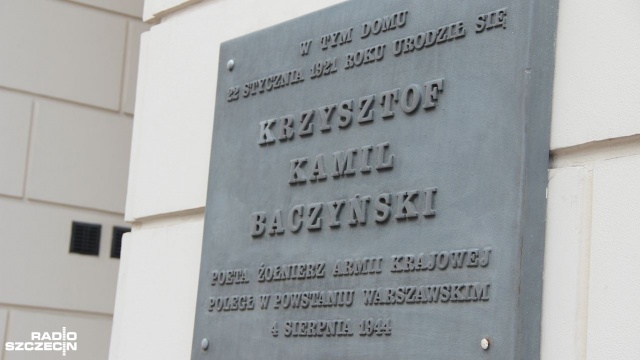 W TYM DOMU
22 STYCZNIA 1921 ROKU URODZIŁ SIĘ
KRZYSZTOF
KAMIL
BACZYŃSKI
POETA ŻOŁNIERZ ARMII KRAJOWEJ
POLEGŁ W POWSTANIU WARSZAWSKIM
4 SIERPNIA 1944
RADIO
SZCZECIN